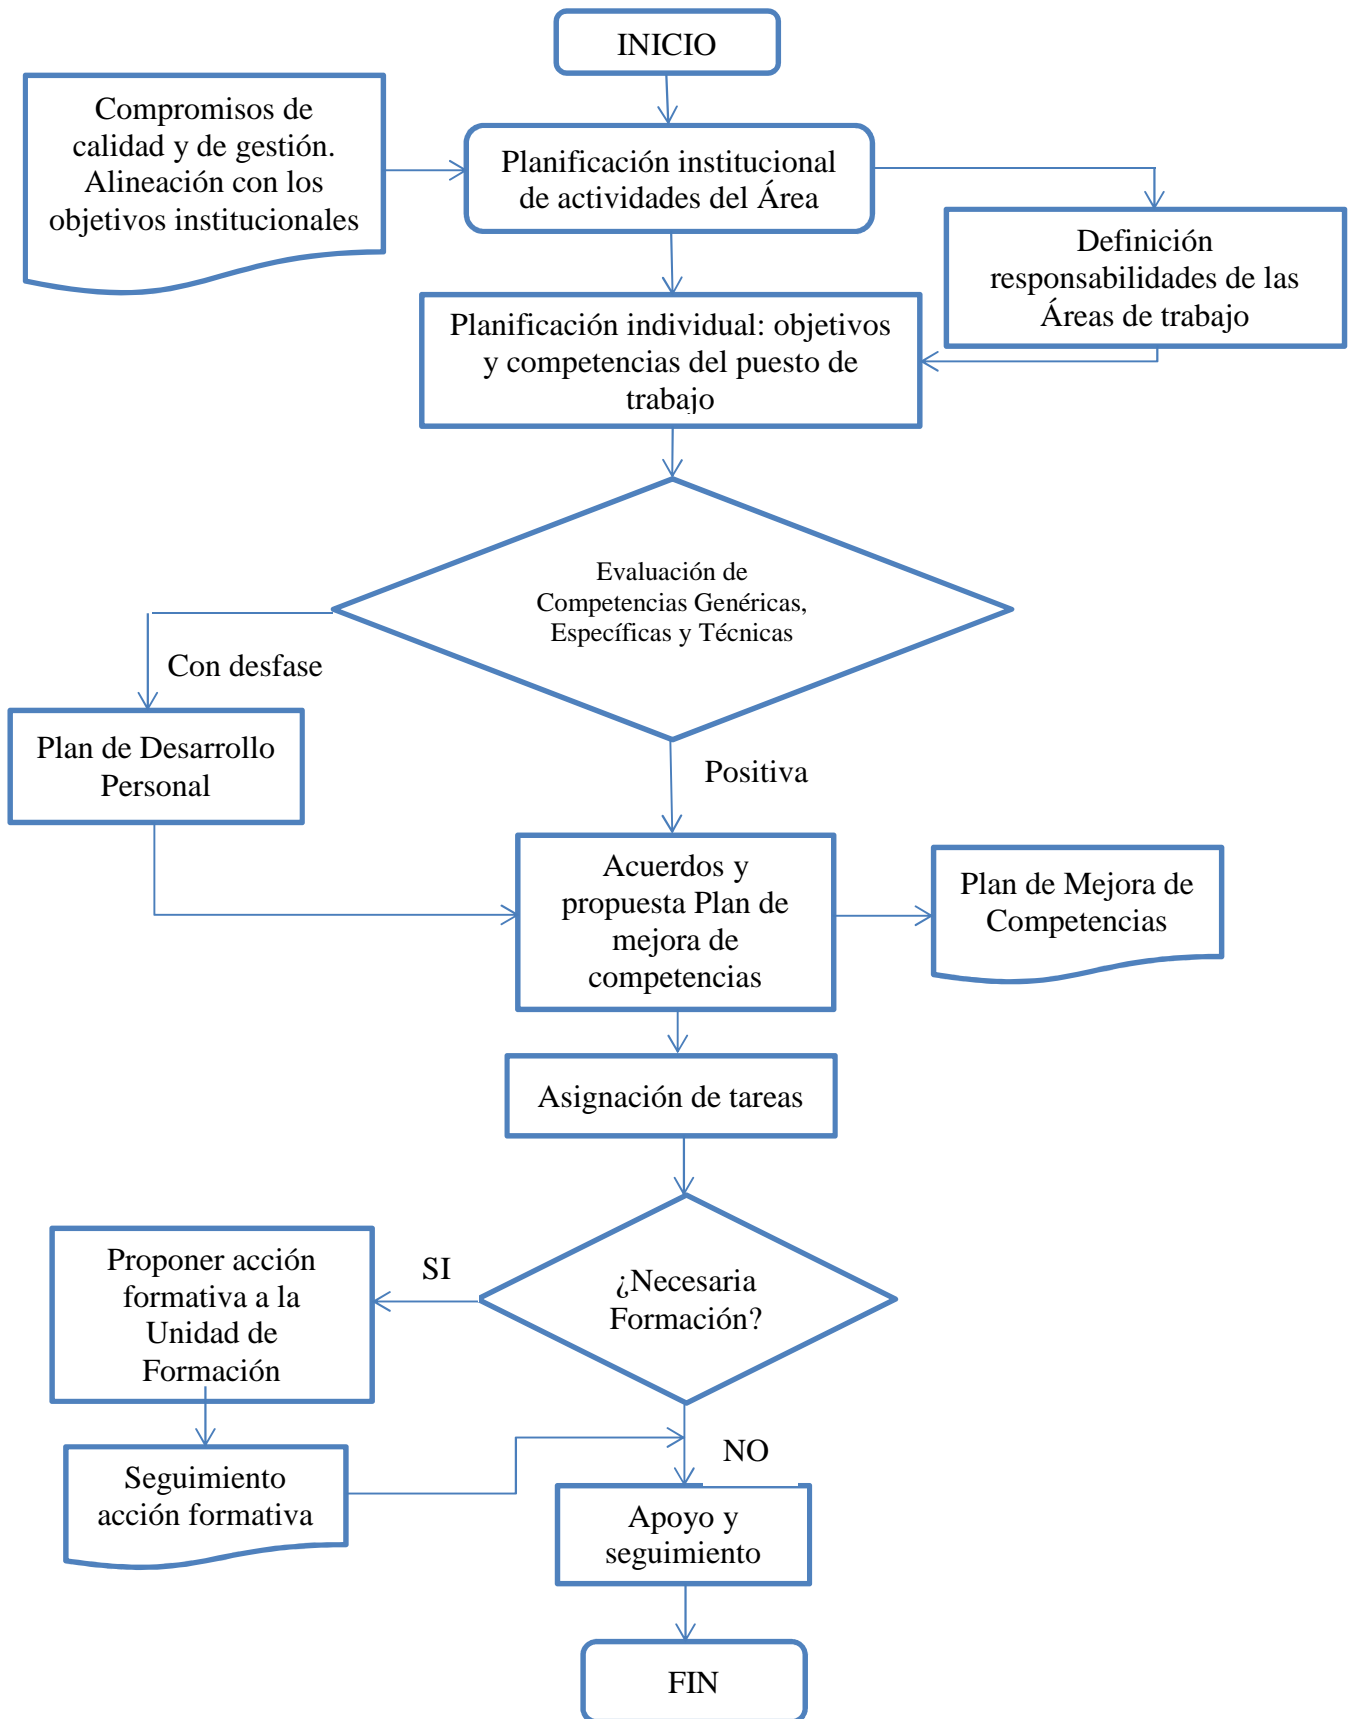 INICIO
Compromisos de
calidad y de gestión.
Alineación con los
objetivos institucionales
Planificación institucional
de actividades del Área
Definición
responsabilidades de las
Áreas de trabajo
Planificación individual: objetivos
y competencias del puesto de
trabajo
Evaluación de
Competencias Genéricas,
Específicas y Técnicas
Con desfase
Plan de Desarrollo
Personal
Positiva
Acuerdos y
propuesta Plan de
mejora de
competencias
Plan de Mejora de
Competencias
Asignación de tareas
Proponer acción
formativa a la
Unidad de
Formación
SI
¿Necesaria
Formación?
NO
Seguimiento
acción formativa
Apoyo y
seguimiento
FIN